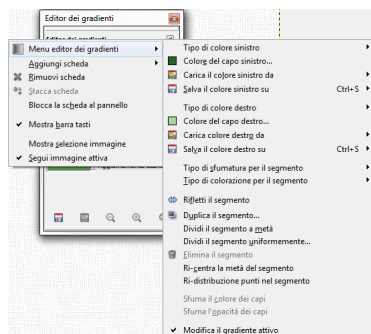 Editor dei gradienti
Editor dei gradienti
Menu editor dei gradienti
Aggiungi scheda
Rimuovi scheda
Stacca scheda
Blocca la scheda al pannello
Mostra barra tasti
Mostra selezione immagine
Segui immagine attiva
Tipo di colore sinistro
Colore del capo sinistro...
Carica il colore sinistro da
Salva il colore sinistro su Ctrl+S
Tipo di colore destro
Colore del capo destro...
Carica colore destro da
Salva il colore destro su Ctrl+S
Tipo di sfumatura per il segmento
Tipo di colorazione per il segmento
Rifletti il segmento
Duplica il segmento...
Dividi il segmento a metà
Dividi il segmento uniformemente...
Elimina il segmento
Ri-centra la metà del segmento
Ri-distribuzione punti nel segmento
Sfuma il colore dei capi
Sfuma l'opacità dei capi
Modifica il gradiente attivo